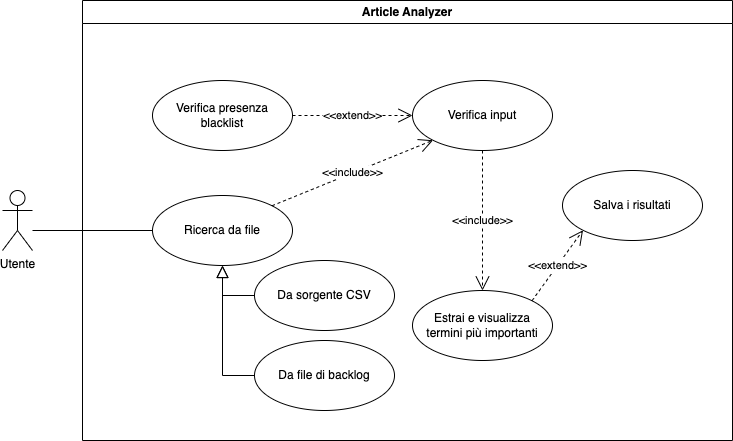 Article Analyzer
Verifica presenza
blacklist
<<extend>>
Verifica input
<<include>>
Utente
Ricerca da file
<<include>>
Salva i risultati
<<extend>>
Da sorgente CSV
Estrai e visualizza
termini più importanti
Da file di backlog